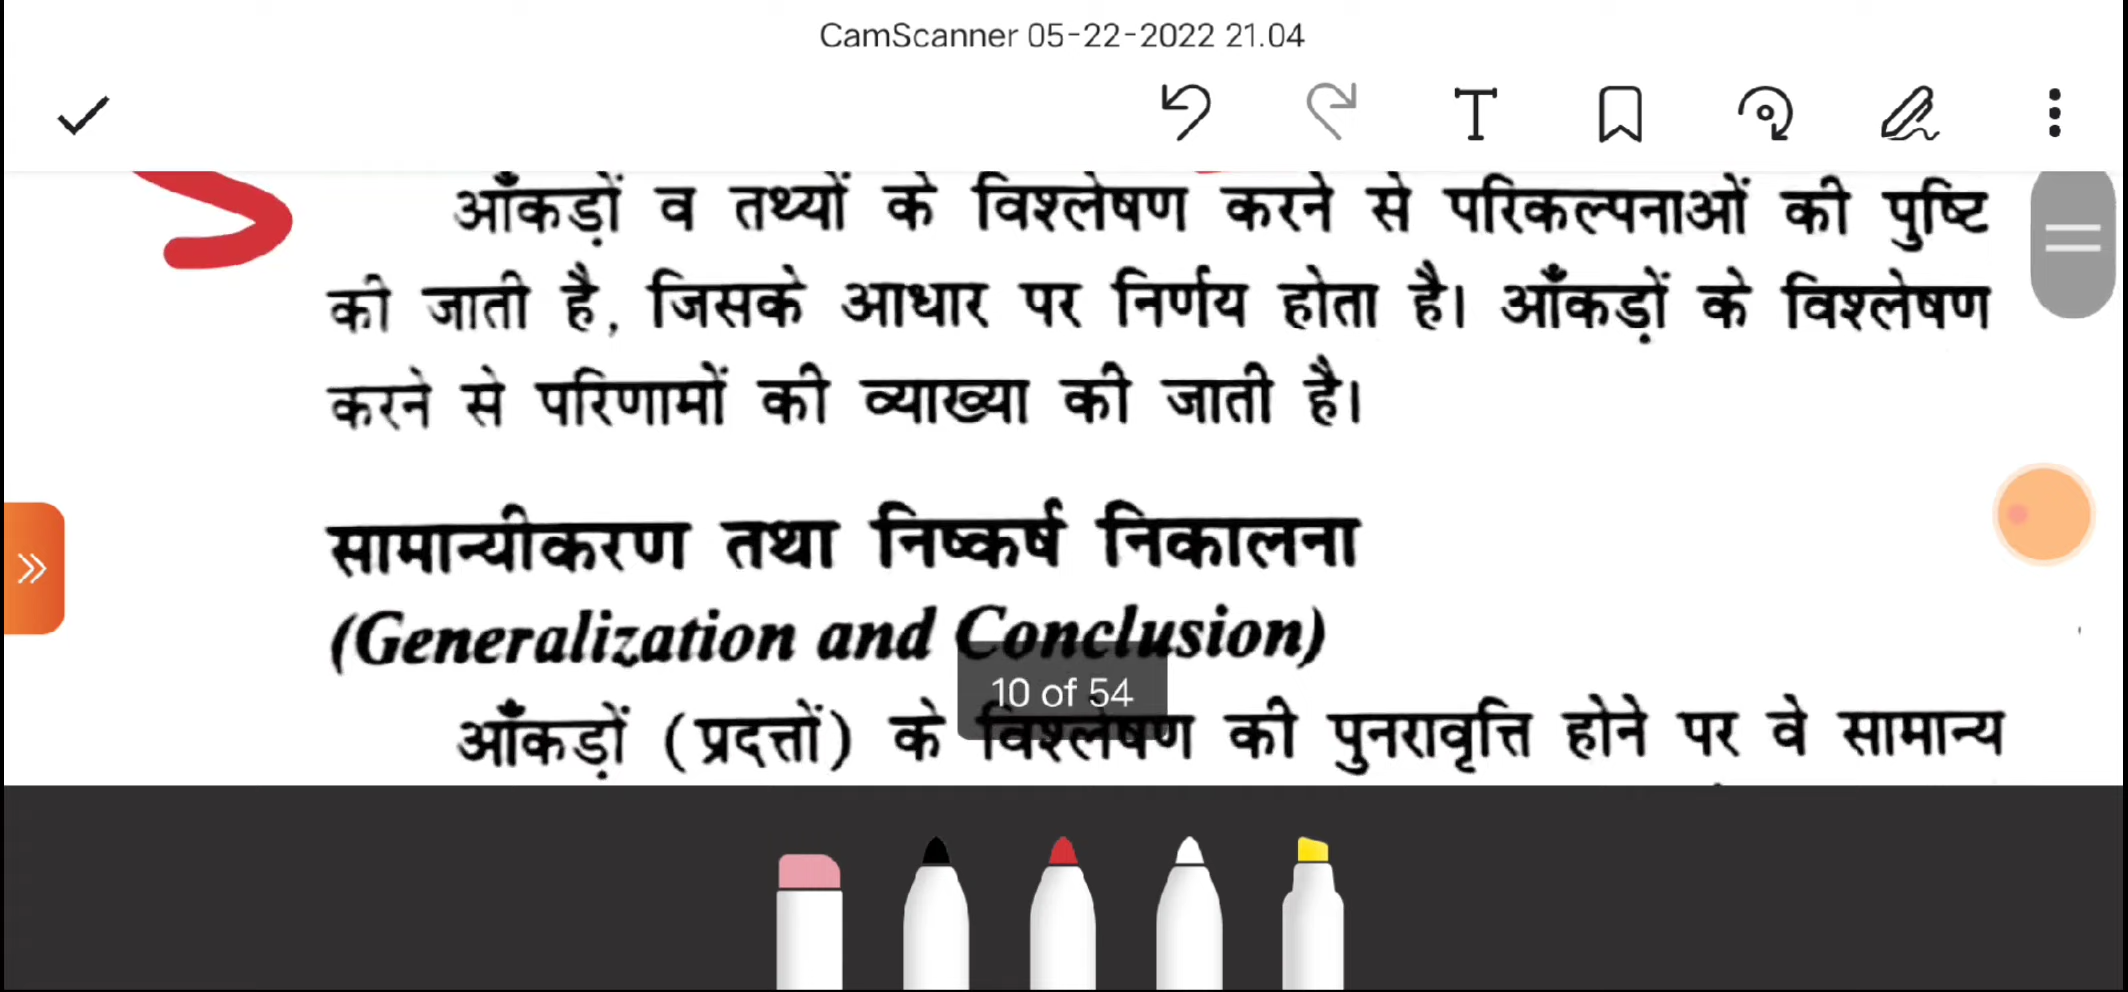 CamScanner 05-22-2022 21.04
आँकड़ों व तथ्यों के विश्लेषण करने से परिकल्पनाओं की पुष्टि
की जाती है, जिसके आधार पर निर्णय होता है। आँकड़ों के विश्लेषण
करने से परिणामों की व्याख्या की जाती है।
सामान्यीकरण तथा निष्कर्ष निकालना
(Generalization and Conclusion)
10 of 54
आँकड़ों (प्रदत्तों) के विश्लेषण की पुनरावृत्ति होने पर वे सामान्य